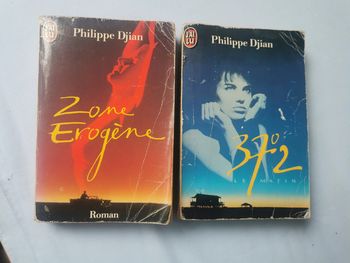 J'AI LU
Philippe Djian
Zone
Erogène
Roman
J'AI LU
Philippe Djian
37°2
LE MATIN